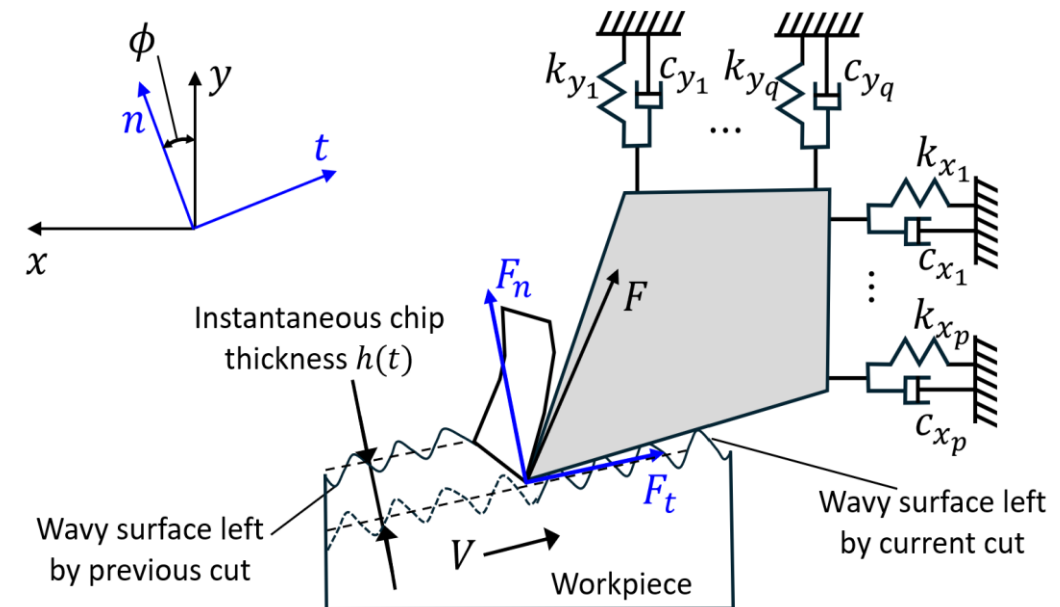 ϕ
y
n
t
x
k_{y_1}
c_{y_1}
k_{y_q}
c_{y_q}
...
k_{x_1}
c_{x_1}
...
k_{x_p}
c_{x_p}
F_n
F
Instantaneous chip
thickness h(t)
F_t
Wavy surface left
by previous cut
V
Workpiece
Wavy surface left
by current cut